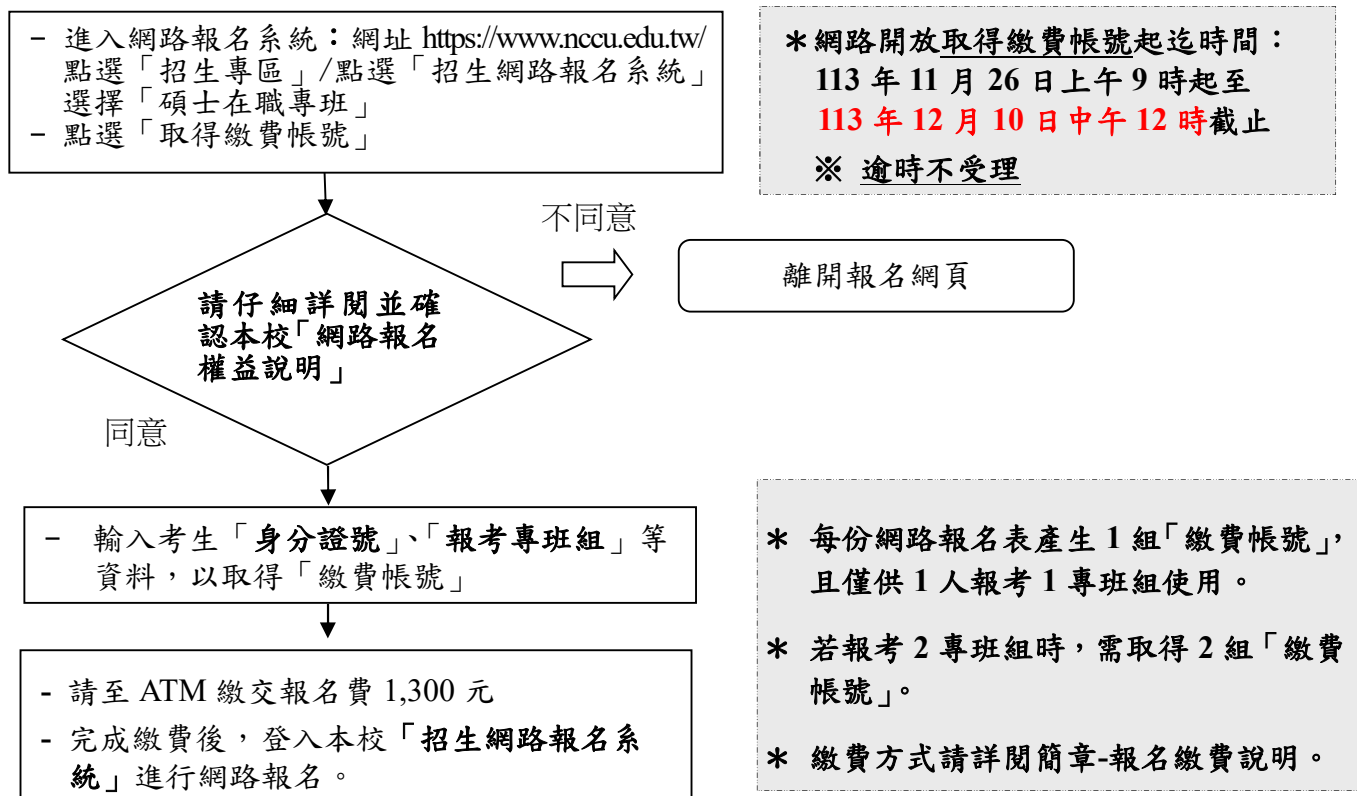 - 進入網路報名系統：網址 https://www.nccu.edu.tw/
點選「招生專區」/點選「招生網路報名系統」
選擇「碩士在職專班」
- 點選「取得繳費帳號」
＊網路開放取得繳費帳號起迄時間：
113 年 11 月 26 日上午 9 時起至
113 年 12 月 10 日中午 12 時截止
※ 逾時不受理
不同意
離開報名網頁
請仔細詳閱並確
認本校「網路報名
權益說明」
同意
- 輸入考生「身分證號」、「報考專班組」等
資料，以取得「繳費帳號」
＊ 每份網路報名表產生 1 組「繳費帳號」，
且僅供 1 人報考 1 專班組使用。
＊ 若報考 2 專班組時，需取得 2 組「繳費
帳號」。
＊ 繳費方式請詳閱簡章-報名繳費說明。
- 請至 ATM 繳交報名費 1,300 元
- 完成繳費後，登入本校「招生網路報名系
統」進行網路報名。